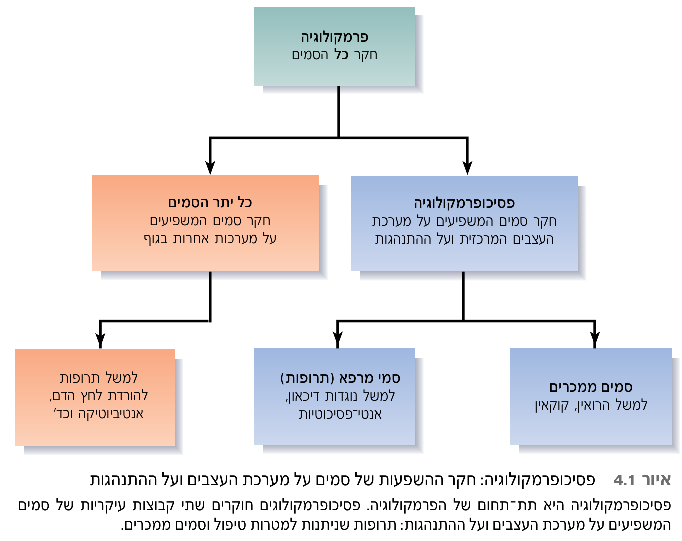 פרמקולוגיה
חקר כל הסמים
כל יתר הסמים
חקר סמים המשפיעים
על מערכות אחרות בגוף
פסיכופרמקולוגיה
חקר סמים המשפיעים על מערכת
העצבים המרכזית ועל ההתנהגות
למשל תרופות
להורדת לחץ הדם,
אנטיביוטיקה וכד'
סמי מרפא (תרופות)
למשל נוגדות דיכאון,
אנטי־פסיכוטיות
סמים ממכרים
למשל הרואין, קוקאין
איור 4.1 פסיכופרמקולוגיה: חקר ההשפעות של סמים על מערכת העצבים ועל ההתנהגות
פסיכופרמקולוגיה היא תת־תחום של הפרמקולוגיה. פסיכופרמקולוגים חוקרים שתי קבוצות עיקריות של סמים
המשפיעים על מערכת העצבים ועל ההתנהגות: תרופות שניתנות למטרות טיפול וסמים ממכרים.